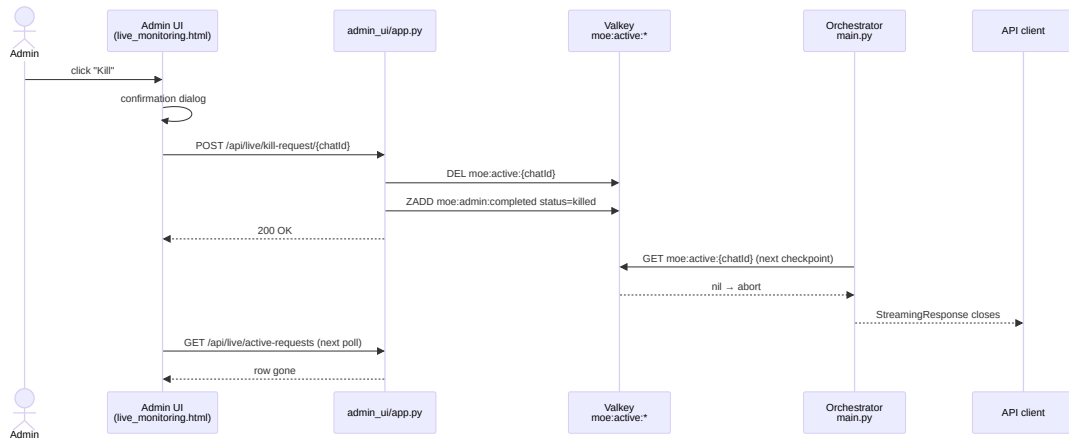 Admin
Admin UI
(live_monitoring.html)
admin_ui/app.py
Valkey
moe:active:*
Orchestrator
main.py
API client
click "Kill"
confirmation dialog
POST /api/live/kill-request/{chatId}
DEL moe:active:{chatId}
ZADD moe:admin:completed status=killed
200 OK
GET moe:active:{chatId} (next checkpoint)
nil → abort
StreamingResponse closes
GET /api/live/active-requests (next poll)
row gone
Admin
Admin UI
(live_monitoring.html)
admin_ui/app.py
Valkey
moe:active:*
Orchestrator
main.py
API client